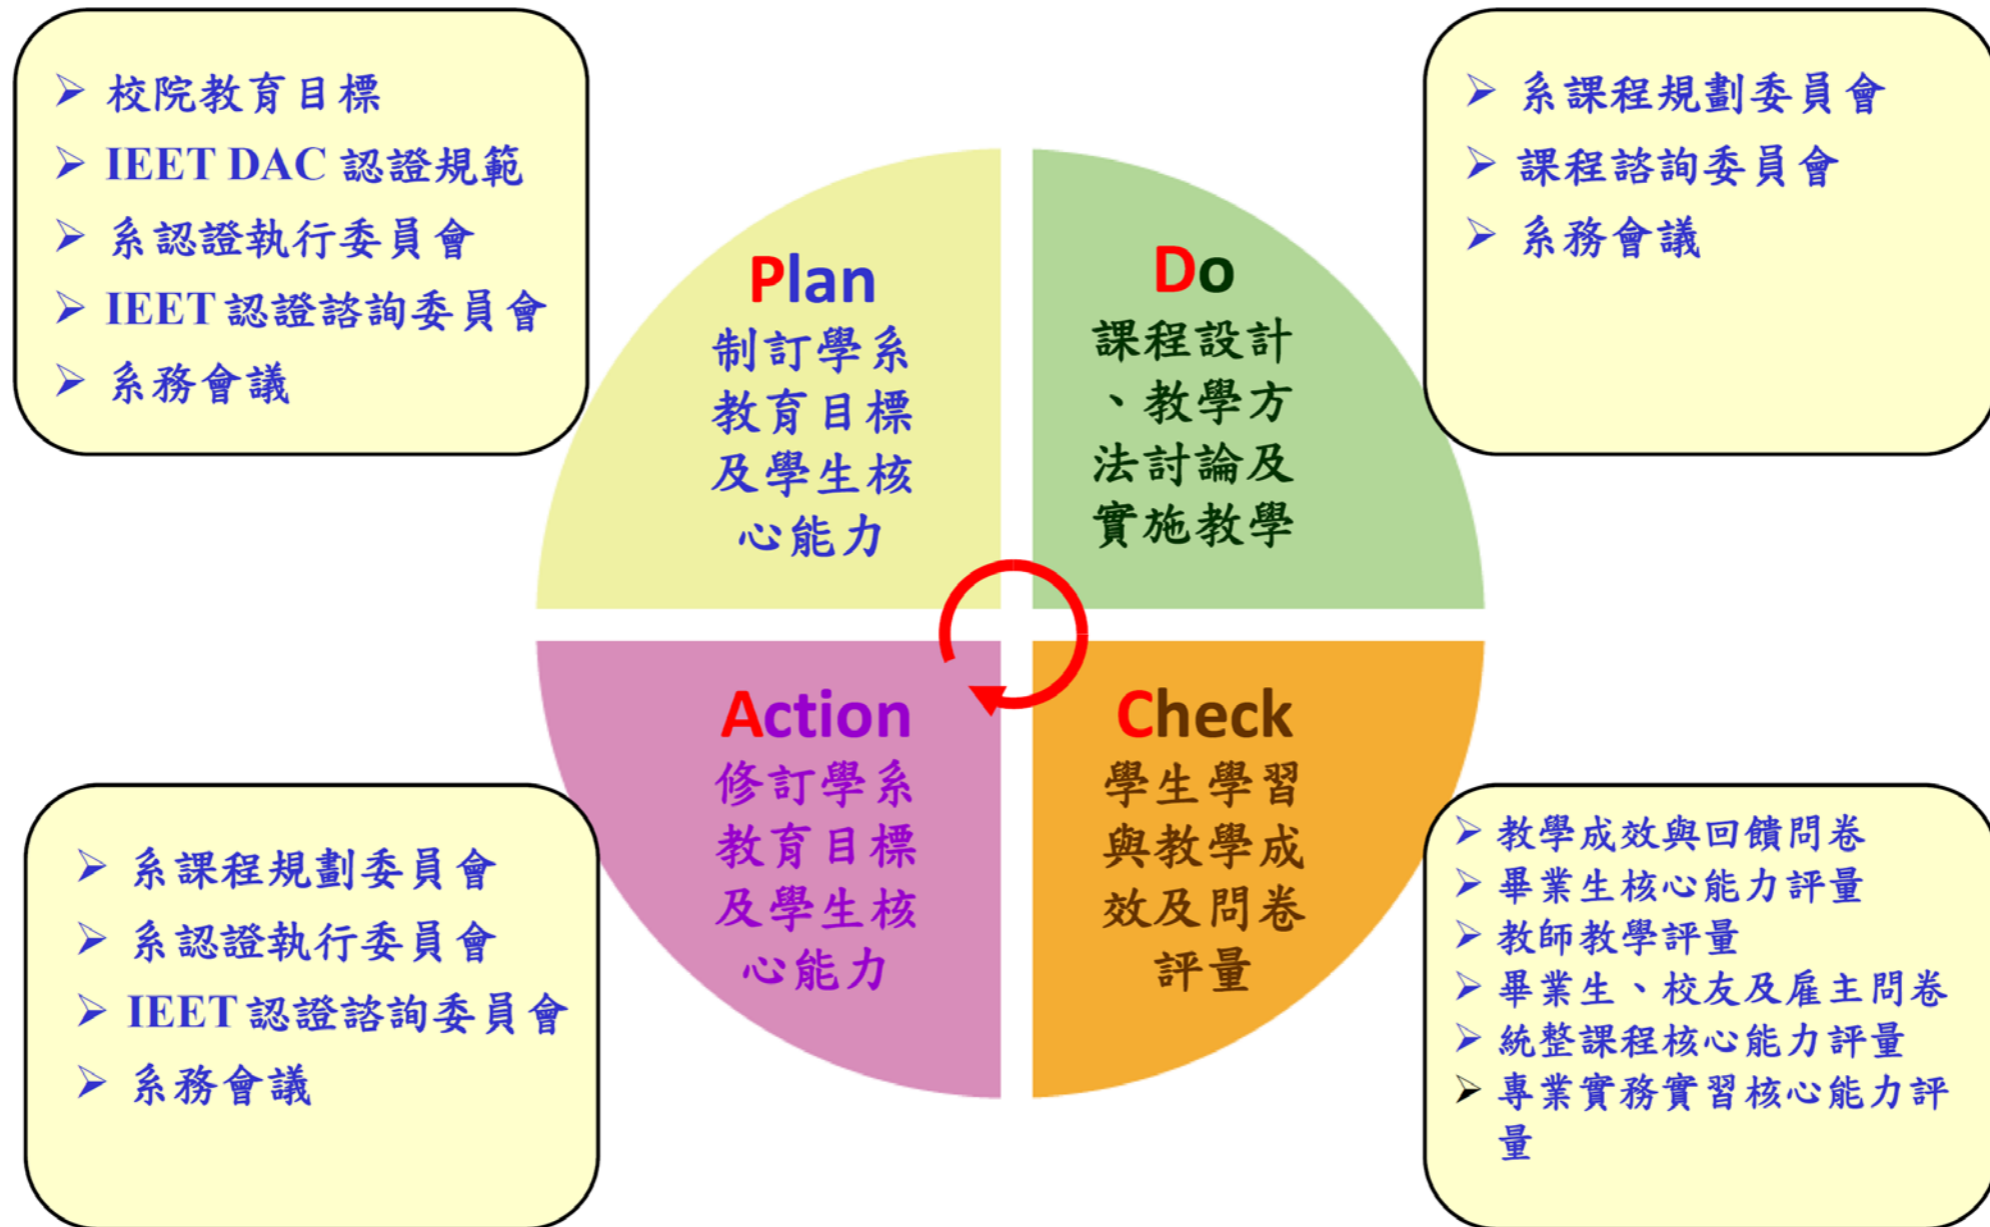 ➢ 校院教育目標
➢ IEET DAC 認證規範
➢ 系認證執行委員會
➢ IEET 認證諮詢委員會
➢ 系務會議
Plan
制訂學系
教育目標
及學生核
心能力
Do
課程設計
、教學方
法討論及
實施教學
➢ 系課程規劃委員會
➢ 課程諮詢委員會
➢ 系務會議
➢ 系課程規劃委員會
➢ 系認證執行委員會
➢ IEET 認證諮詢委員會
➢ 系務會議
Action
修訂學系
教育目標
及學生核
心能力
Check
學生學習
與教學成
效及問卷
評量
➢ 教學成效與回饋問卷
➢ 畢業生核心能力評量
➢ 教師教學評量
➢ 畢業生、校友及雇主問卷
➢ 統整課程核心能力評量
➢ 專業實務實習核心能力評
量